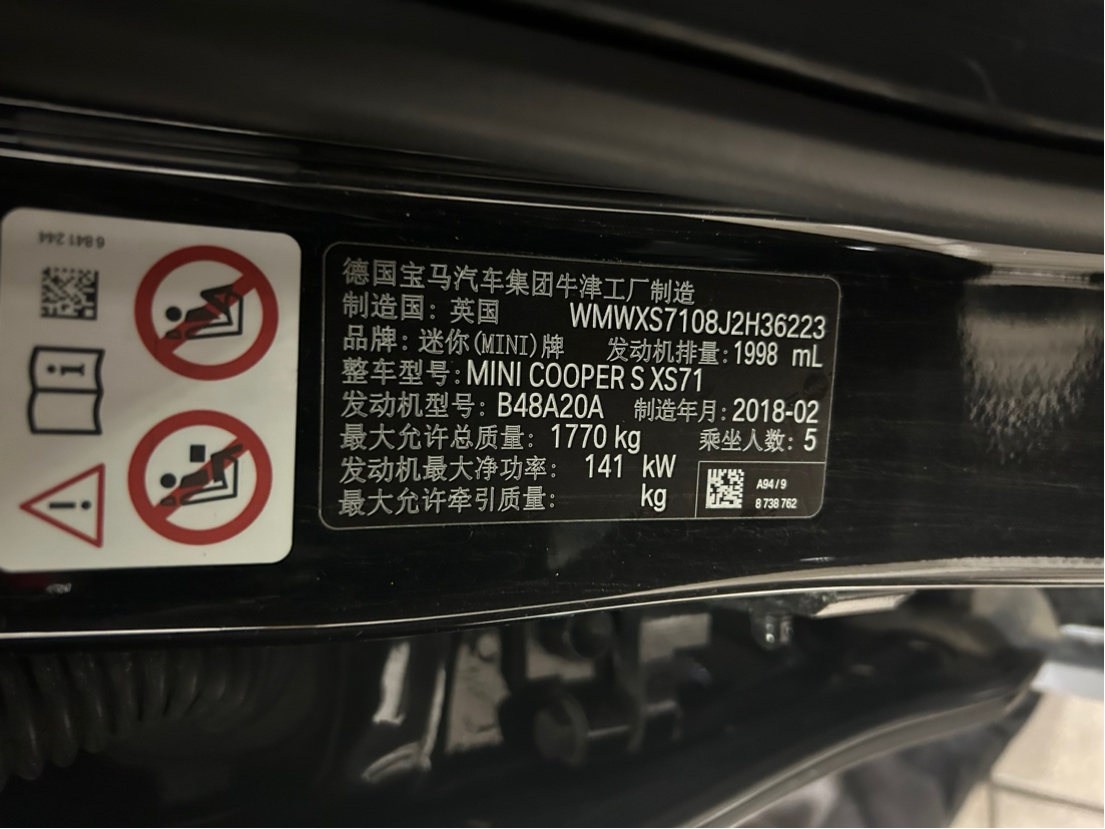 6 841 244
德国宝马汽车集团牛津工厂制造
制造国: 英国 WMWXS7108J2H36223
品牌: 迷你(MINI)牌 发动机排量: 1998 mL
整车型号: MINI COOPER S XS71
发动机型号: B48A20A 制造年月: 2018-02
最大允许总质量: 1770 kg 乘坐人数: 5
发动机最大净功率: 141 kW
最大允许牵引质量: kg
A94 / 9
8 738 762